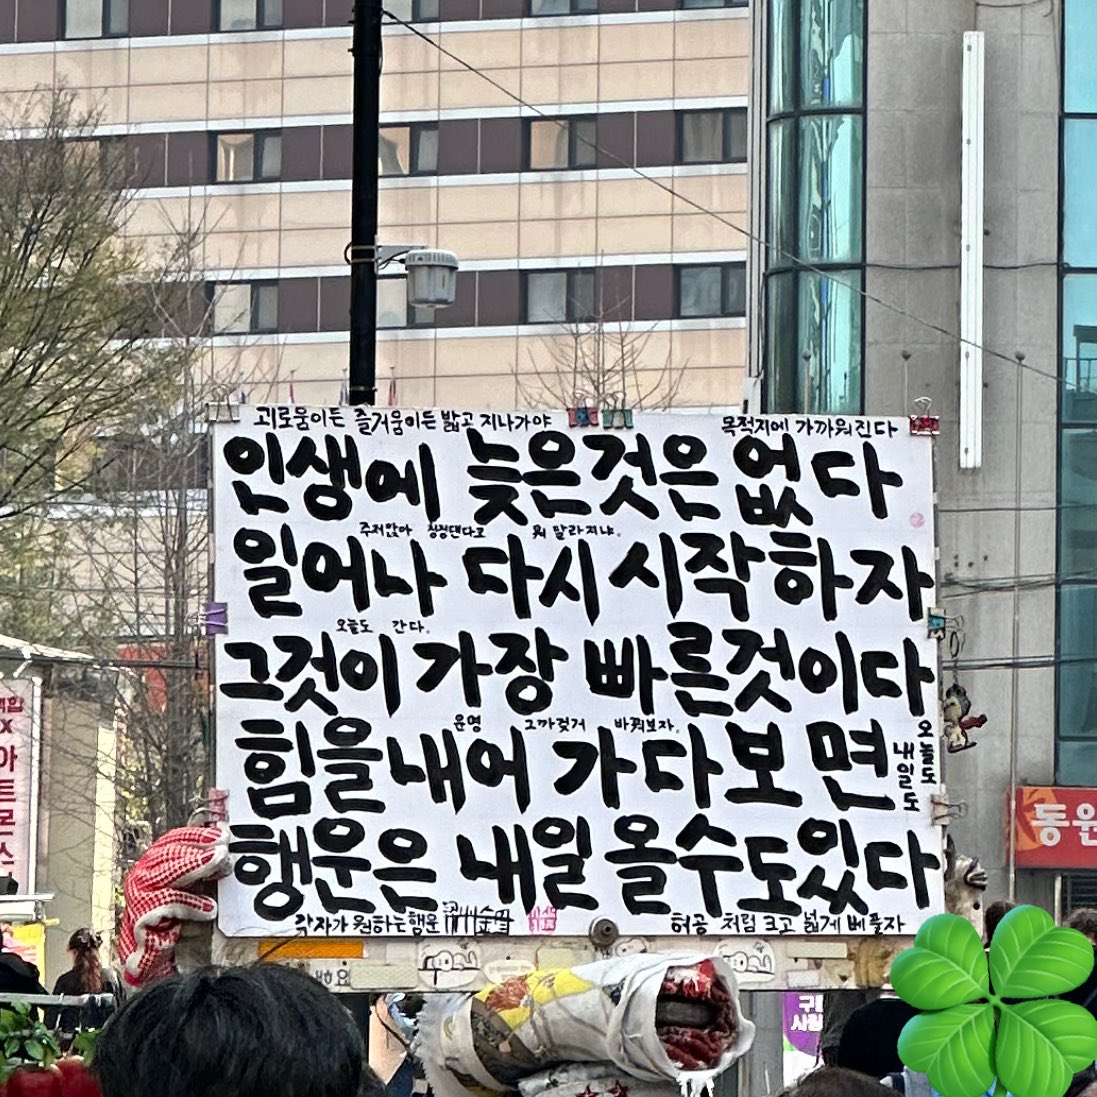 괴로움이든 즐거움이든 밟고 지나가야 목적지에 가까워진다
인생에 늦은것은 없다
주저앉아 징징댄다고 뭐 달라지냐.
일어나 다시 시작하자
오늘도 간다.
그것이 가장 빠른것이다
운명 그까짓거 바꿔보자.
힘을내어 가다보면
오늘도
내일도
행운은 내일 올수도있다
각자가 원하는행운
허공 처럼 크고 넓게 베풀자
아트몬스
동원